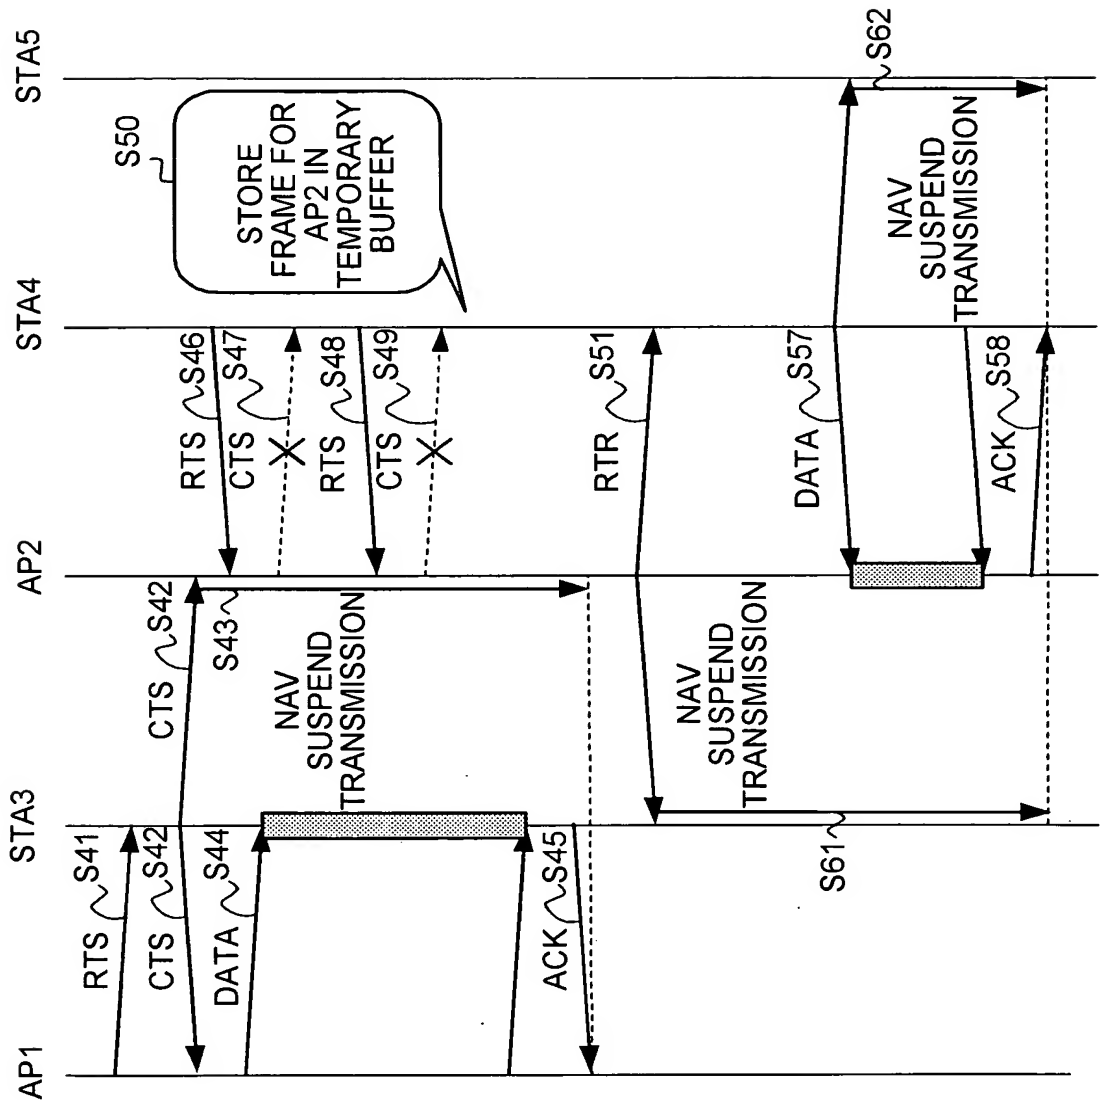 AP1
STA3
AP2
STA4
STA5
RTS
S41
CTS
S42
CTS
S42
S43
DATA
S44
NAV
SUSPEND
TRANSMISSION
ACK
S45
RTS
S46
CTS
S47
RTS
S48
CTS
S49
S50
STORE
FRAME FOR
AP2 IN
TEMPORARY
BUFFER
RTR
S51
NAV
SUSPEND
TRANSMISSION
S61
DATA
S57
NAV
SUSPEND
TRANSMISSION
S62
ACK
S58